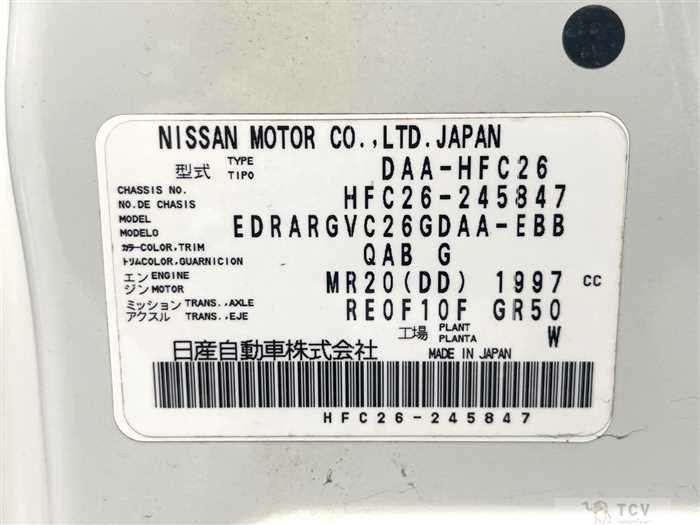 NISSAN MOTOR CO.,LTD.JAPAN
型式 TYPE TIPO DAA-HFC26
CHASSIS NO. NO.DE CHASIS HFC26-245847
MODEL MODELO EDRARGVC26GDAA-EBB
カラーCOLOR,TRIM トリムCOLOR,GUARNICION QAB G
エンジン ENGINE MOTOR MR20(DD) 1997 CC
ミッション アクスル TRANS.,AXLE TRANS.,EJE RE0F10F GR50
工場 PLANT PLANTA W
日産自動車株式会社 MADE IN JAPAN
HFC26-245847
TCV